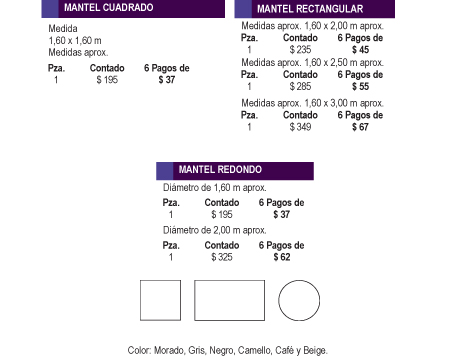 MANTEL CUADRADO
Medida
1,60 x 1,60 m
Medidas aprox.
Pza. Contado 6 Pagos de
1 $ 195 $ 37
MANTEL RECTANGULAR
Medidas aprox. 1,60 x 2,00 m aprox.
Pza. Contado 6 Pagos de
1 $ 235 $ 45
Medidas aprox. 1,60 x 2,50 m aprox.
Pza. Contado 6 Pagos de
1 $ 285 $ 55
Medidas aprox. 1,60 x 3,00 m aprox.
Pza. Contado 6 Pagos de
1 $ 349 $ 67
MANTEL REDONDO
Diámetro de 1,60 m aprox.
Pza. Contado 6 Pagos de
1 $ 195 $ 37
Diámetro de 2,00 m aprox.
Pza. Contado 6 Pagos de
1 $ 325 $ 62
Color: Morado, Gris, Negro, Camello, Café y Beige.